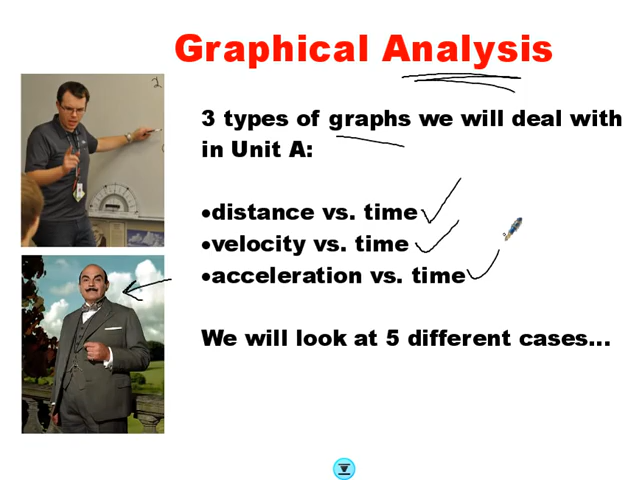 Graphical Analysis
3 types of graphs we will deal with
in Unit A:
•distance vs. time
•velocity vs. time
•acceleration vs. time
We will look at 5 different cases...